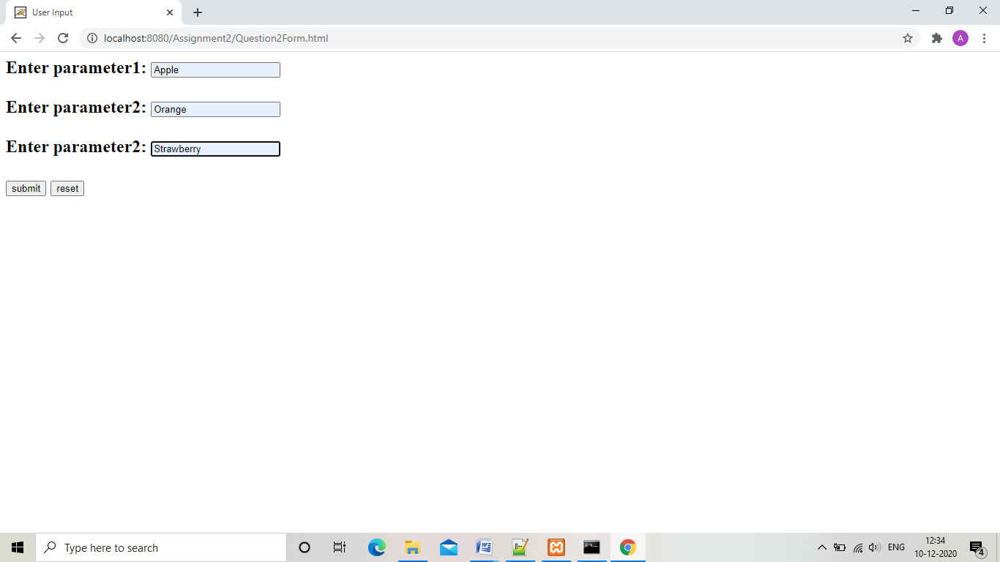 User Input
localhost:8080/Assignment2/Question2Form.html
A
Enter parameter1: Apple
Enter parameter2: Orange
Enter parameter2: Strawberry
submit reset
Type here to search
ENG
12:34
10-12-2020
4